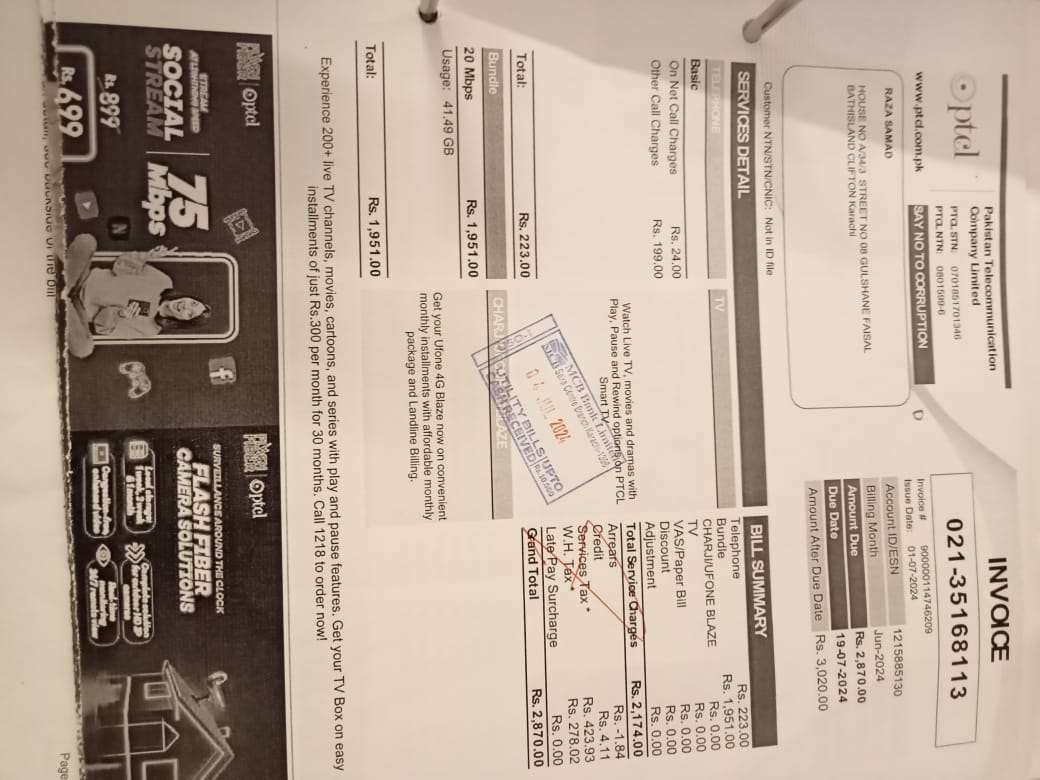 ptcl
www.ptcl.com.pk
Pakistan Telecommunication
Company Limited
PTCL STN: 0701851701346
PTCL NTN: 0801599-6
SAY NO TO CORRUPTION
INVOICE
021-35168113
Invoice # 900000114746209
Issue Date: 01-07-2024
Account ID/ESN 1215885130
Billing Month Jun-2024
Amount Due Rs. 2,870.00
Due Date 19-07-2024
Amount After Due Date Rs. 3,020.00
D
RAZA SAMAD
HOUSE NO A/34/3 STREET NO 08 GULSHANE FAISAL
BATHISLAND CLIFTON Karachi
Customer NTN/STN/CNIC: Not in ID file
SERVICES DETAIL
TELEPHONE
Basic
On Net Call Charges Rs. 24.00
Other Call Charges Rs. 199.00
Total: Rs. 223.00
TV
Watch Live TV, movies and dramas with
Play, Pause and Rewind options on PTCL
Smart TV
Bundle
20 Mbps Rs. 1,951.00
Usage: 41.49 GB
Total: Rs. 1,951.00
CHARJI/UFONE BLAZE
Get your Ufone 4G Blaze now on convenient
monthly installments with affordable monthly
package and Landline Billing.
MCB Bank Limited
04 JUL 2024
UTILITY BILLS UPTO
CASH RECEIVED Rs.10,000
BILL SUMMARY
Telephone Rs. 223.00
Bundle Rs. 1,951.00
CHARJI/UFONE BLAZE Rs. 0.00
TV Rs. 0.00
VAS/Paper Bill Rs. 0.00
Discount Rs. 0.00
Adjustment Rs. 0.00
Total Service Charges Rs. 2,174.00
Arrears Rs. -1.84
Credit Rs. 4.11
Services Tax * Rs. 423.93
W.H. Tax * Rs. 278.02
Late Pay Surcharge Rs. 0.00
Grand Total Rs. 2,870.00
Experience 200+ live TV channels, movies, cartoons, and series with play and pause features. Get your TV Box on easy
installments of just Rs.300 per month for 30 months. Call 1218 to order now!
FLASH FIBER ptcl
STREAM
AT LIGHTNING SPEED
SOCIAL
STREAM
75
Mbps
Rs. 899
Rs. 699
FLASH FIBER ptcl
SURVEILLANCE AROUND THE CLOCK
FLASH FIBER
CAMERA SOLUTIONS
backside of the bill
Page